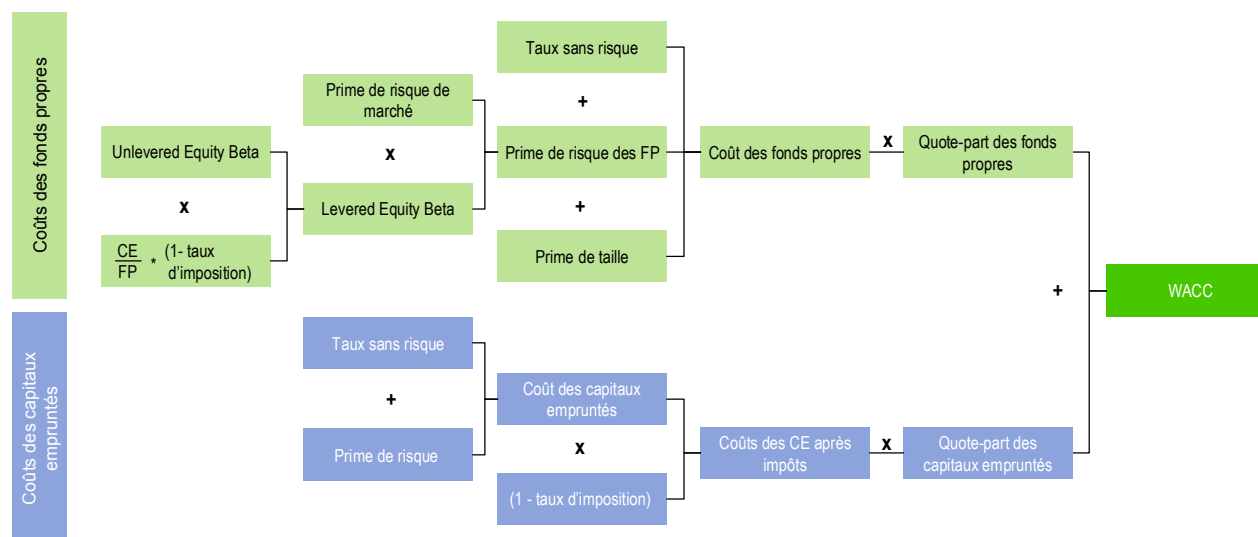 Coûts des fonds propres
Taux sans risque
+
Prime de risque de
marché
x
Unlevered Equity Beta
x
CE
FP
* (1- taux
d'imposition)
Levered Equity Beta
Prime de risque des FP
+
Prime de taille
Coût des fonds propres
x
Quote-part des fonds
propres
+
WACC
Coûts des capitaux
empruntés
Taux sans risque
+
Prime de risque
Coût des capitaux
empruntés
x
(1 - taux d'imposition)
Coûts des CE après
impôts
x
Quote-part des
capitaux empruntés